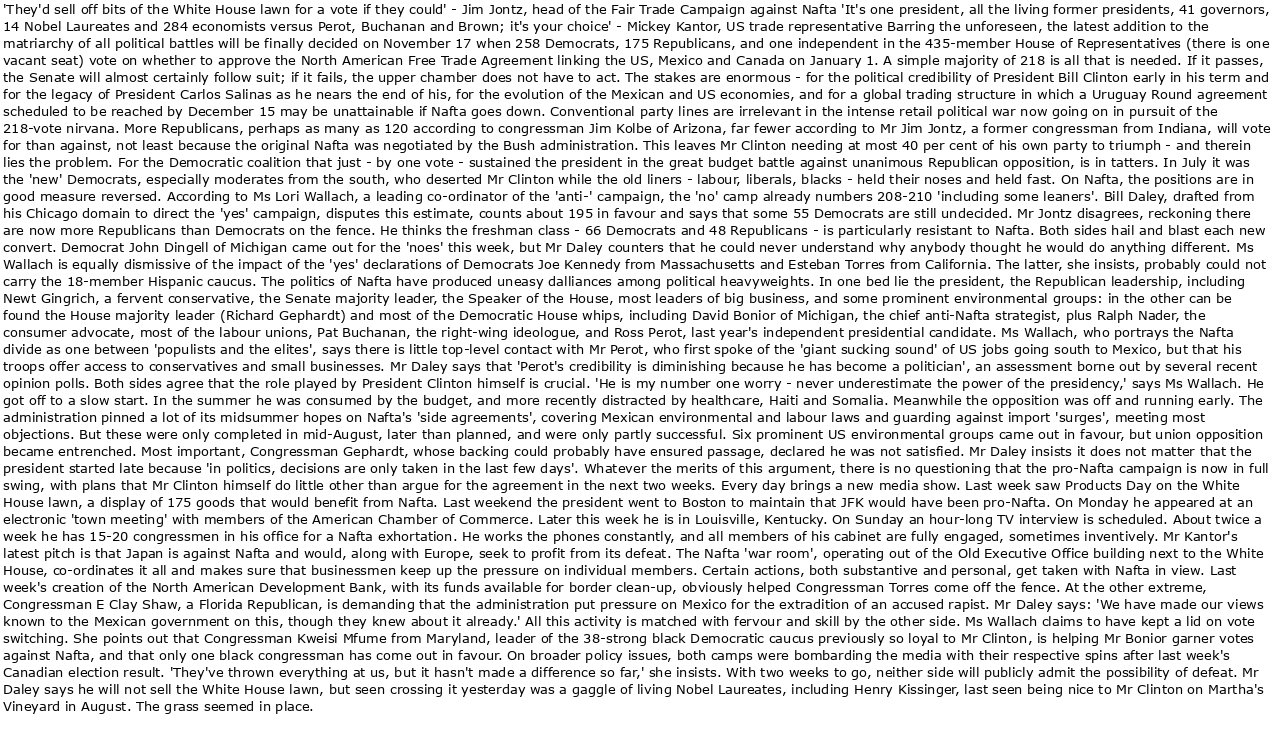 'They'd sell off bits of the White House lawn for a vote if they could' - Jim Jontz, head of the Fair Trade Campaign against Nafta 'It's one president, all the living former presidents, 41 governors,
14 Nobel Laureates and 284 economists versus Perot, Buchanan and Brown; it's your choice' - Mickey Kantor, US trade representative Barring the unforeseen, the latest addition to the
matriarchy of all political battles will be finally decided on November 17 when 258 Democrats, 175 Republicans, and one independent in the 435-member House of Representatives (there is one
vacant seat) vote on whether to approve the North American Free Trade Agreement linking the US, Mexico and Canada on January 1. A simple majority of 218 is all that is needed. If it passes,
the Senate will almost certainly follow suit; if it fails, the upper chamber does not have to act. The stakes are enormous - for the political credibility of President Bill Clinton early in his term and
for the legacy of President Carlos Salinas as he nears the end of his, for the evolution of the Mexican and US economies, and for a global trading structure in which a Uruguay Round agreement
scheduled to be reached by December 15 may be unattainable if Nafta goes down. Conventional party lines are irrelevant in the intense retail political war now going on in pursuit of the
218-vote nirvana. More Republicans, perhaps as many as 120 according to congressman Jim Kolbe of Arizona, far fewer according to Mr Jim Jontz, a former congressman from Indiana, will vote
for than against, not least because the original Nafta was negotiated by the Bush administration. This leaves Mr Clinton needing at most 40 per cent of his own party to triumph - and therein
lies the problem. For the Democratic coalition that just - by one vote - sustained the president in the great budget battle against unanimous Republican opposition, is in tatters. In July it was
the 'new' Democrats, especially moderates from the south, who deserted Mr Clinton while the old liners - labour, liberals, blacks - held their noses and held fast. On Nafta, the positions are in
good measure reversed. According to Ms Lori Wallach, a leading co-ordinator of the 'anti-' campaign, the 'no' camp already numbers 208-210 'including some leaners'. Bill Daley, drafted from
his Chicago domain to direct the 'yes' campaign, disputes this estimate, counts about 195 in favour and says that some 55 Democrats are still undecided. Mr Jontz disagrees, reckoning there
are now more Republicans than Democrats on the fence. He thinks the freshman class - 66 Democrats and 48 Republicans - is particularly resistant to Nafta. Both sides hail and blast each new
convert. Democrat John Dingell of Michigan came out for the 'noes' this week, but Mr Daley counters that he could never understand why anybody thought he would do anything different. Ms
Wallach is equally dismissive of the impact of the 'yes' declarations of Democrats Joe Kennedy from Massachusetts and Esteban Torres from California. The latter, she insists, probably could not
carry the 18-member Hispanic caucus. The politics of Nafta have produced uneasy dalliances among political heavyweights. In one bed lie the president, the Republican leadership, including
Newt Gingrich, a fervent conservative, the Senate majority leader, the Speaker of the House, most leaders of big business, and some prominent environmental groups: in the other can be
found the House majority leader (Richard Gephardt) and most of the Democratic House whips, including David Bonior of Michigan, the chief anti-Nafta strategist, plus Ralph Nader, the
consumer advocate, most of the labour unions, Pat Buchanan, the right-wing ideologue, and Ross Perot, last year's independent presidential candidate. Ms Wallach, who portrays the Nafta
divide as one between 'populists and the elites', says there is little top-level contact with Mr Perot, who first spoke of the 'giant sucking sound' of US jobs going south to Mexico, but that his
troops offer access to conservatives and small businesses. Mr Daley says that 'Perot's credibility is diminishing because he has become a politician', an assessment borne out by several recent
opinion polls. Both sides agree that the role played by President Clinton himself is crucial. 'He is my number one worry - never underestimate the power of the presidency,' says Ms Wallach. He
got off to a slow start. In the summer he was consumed by the budget, and more recently distracted by healthcare, Haiti and Somalia. Meanwhile the opposition was off and running early. The
administration pinned a lot of its midsummer hopes on Nafta's 'side agreements', covering Mexican environmental and labour laws and guarding against import 'surges', meeting most
objections. But these were only completed in mid-August, later than planned, and were only partly successful. Six prominent US environmental groups came out in favour, but union opposition
became entrenched. Most important, Congressman Gephardt, whose backing could probably have ensured passage, declared he was not satisfied. Mr Daley insists it does not matter that the
president started late because 'in politics, decisions are only taken in the last few days'. Whatever the merits of this argument, there is no questioning that the pro-Nafta campaign is now in full
swing, with plans that Mr Clinton himself do little other than argue for the agreement in the next two weeks. Every day brings a new media show. Last week saw Products Day on the White
House lawn, a display of 175 goods that would benefit from Nafta. Last weekend the president went to Boston to maintain that JFK would have been pro-Nafta. On Monday he appeared at an
electronic 'town meeting' with members of the American Chamber of Commerce. Later this week he is in Louisville, Kentucky. On Sunday an hour-long TV interview is scheduled. About twice a
week he has 15-20 congressmen in his office for a Nafta exhortation. He works the phones constantly, and all members of his cabinet are fully engaged, sometimes inventively. Mr Kantor's
latest pitch is that Japan is against Nafta and would, along with Europe, seek to profit from its defeat. The Nafta 'war room', operating out of the Old Executive Office building next to the White
House, co-ordinates it all and makes sure that businessmen keep up the pressure on individual members. Certain actions, both substantive and personal, get taken with Nafta in view. Last
week's creation of the North American Development Bank, with its funds available for border clean-up, obviously helped Congressman Torres come off the fence. At the other extreme,
Congressman E Clay Shaw, a Florida Republican, is demanding that the administration put pressure on Mexico for the extradition of an accused rapist. Mr Daley says: 'We have made our views
known to the Mexican government on this, though they knew about it already.' All this activity is matched with fervour and skill by the other side. Ms Wallach claims to have kept a lid on vote
switching. She points out that Congressman Kweisi Mfume from Maryland, leader of the 38-strong black Democratic caucus previously so loyal to Mr Clinton, is helping Mr Bonior garner votes
against Nafta, and that only one black congressman has come out in favour. On broader policy issues, both camps were bombarding the media with their respective spins after last week's
Canadian election result. 'They've thrown everything at us, but it hasn't made a difference so far,' she insists. With two weeks to go, neither side will publicly admit the possibility of defeat. Mr
Daley says he will not sell the White House lawn, but seen crossing it yesterday was a gaggle of living Nobel Laureates, including Henry Kissinger, last seen being nice to Mr Clinton on Martha's
Vineyard in August. The grass seemed in place.